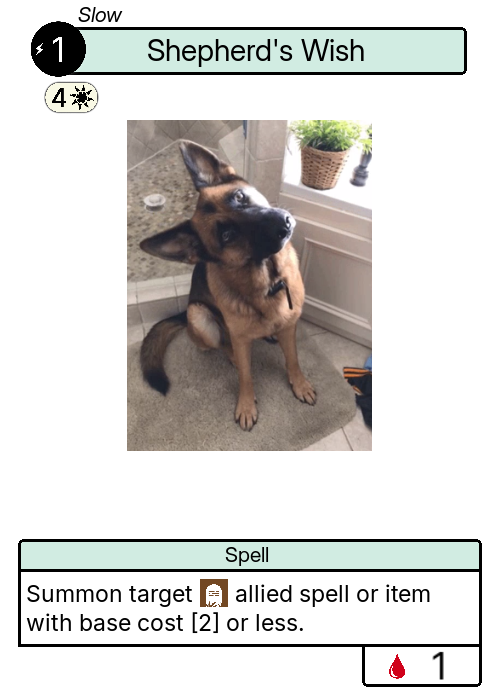 Slow
1
Shepherd's Wish
4
Spell
Summon target allied spell or item
with base cost [2] or less.
1